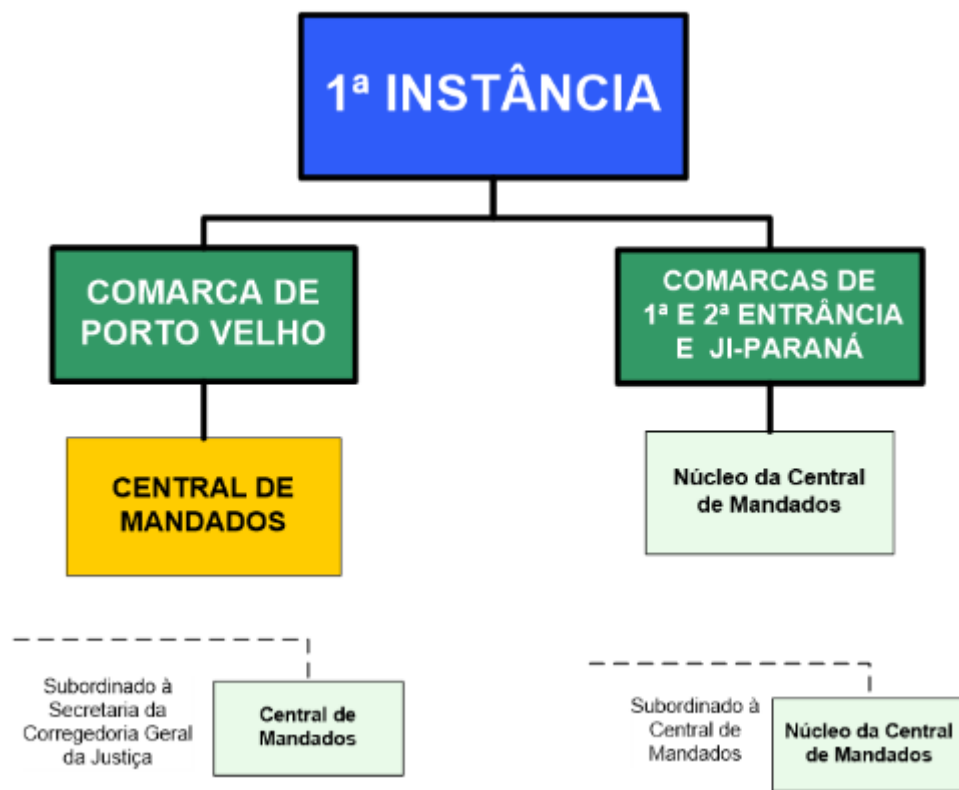 1ª INSTÂNCIA
COMARCA DE
PORTO VELHO
COMARCAS DE
1ª E 2ª ENTRÂNCIA
E JI-PARANÁ
CENTRAL DE
MANDADOS
Núcleo da Central
de Mandados
Subordinado à
Secretaria da
Corregedoria Geral
da Justiça
Central de
Mandados
Subordinado à
Central de
Mandados
Núcleo da Central
de Mandados